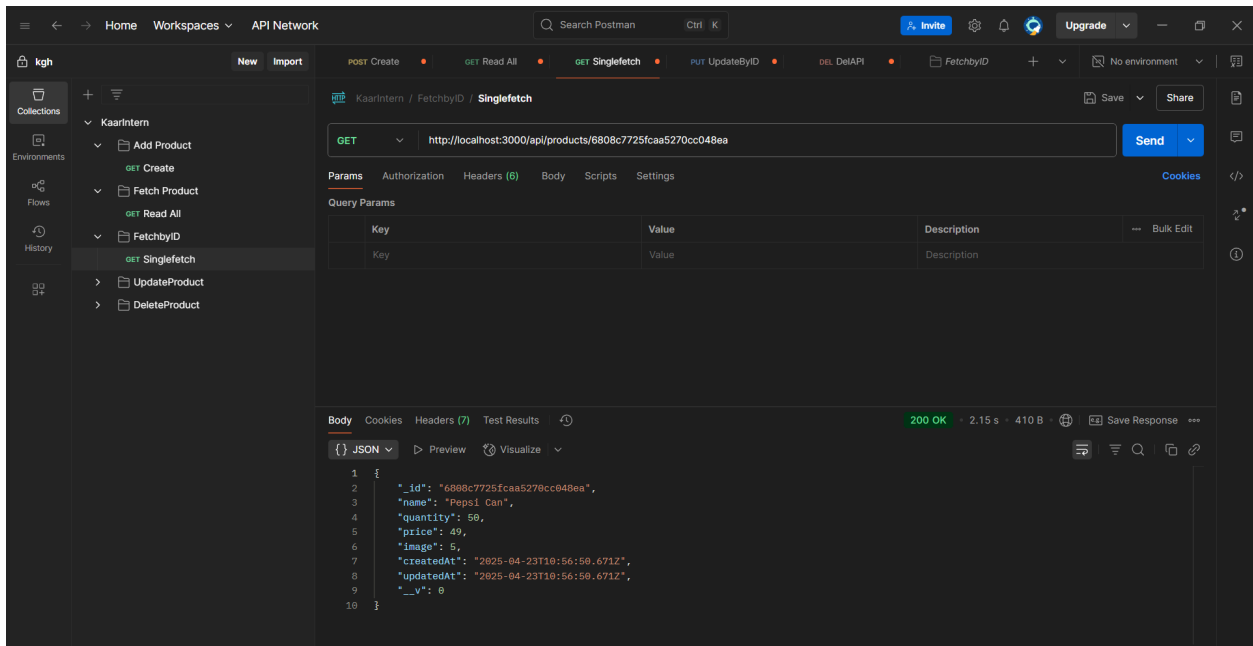 Home Workspaces API Network Search Postman Ctrl K Invite Upgrade
kgh New Import POST Create GET Read All GET Singlefetch PUT UpdateByID DEL DelAPI FetchbyID No environment
Collections
Environments
Flows
History
KaarIntern
Add Product
GET Create
Fetch Product
GET Read All
FetchbyID
GET Singlefetch
UpdateProduct
DeleteProduct
HTTP KaarIntern / FetchbyID / Singlefetch Save Share
GET http://localhost:3000/api/products/6808c7725fcaa5270cc048ea Send
Params Authorization Headers (6) Body Scripts Settings Cookies
Query Params
Key Value Description Bulk Edit
Key Value Description
Body Cookies Headers (7) Test Results 200 OK 2.15 s 410 B e.g. Save Response
{} JSON Preview Visualize
1 {
2 "_id": "6808c7725fcaa5270cc048ea",
3 "name": "Pepsi Can",
4 "quantity": 50,
5 "price": 49,
6 "image": 5,
7 "createdAt": "2025-04-23T10:56:50.671Z",
8 "updatedAt": "2025-04-23T10:56:50.671Z",
9 "__v": 0
10 }